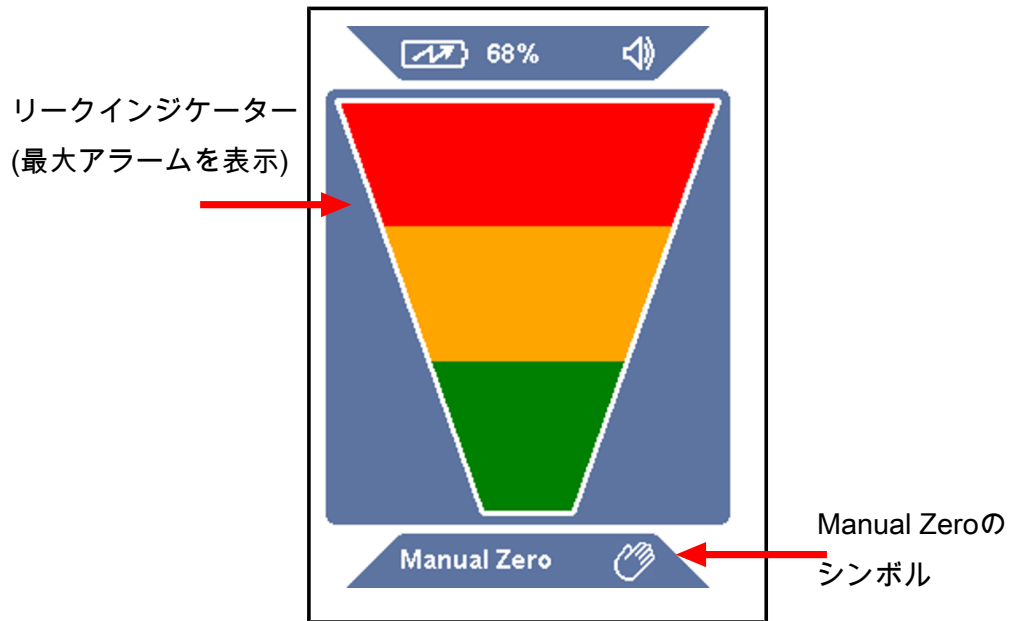 68%
リークインジケーター
(最大アラームを表示)
Manual Zero
Manual Zeroの
シンボル